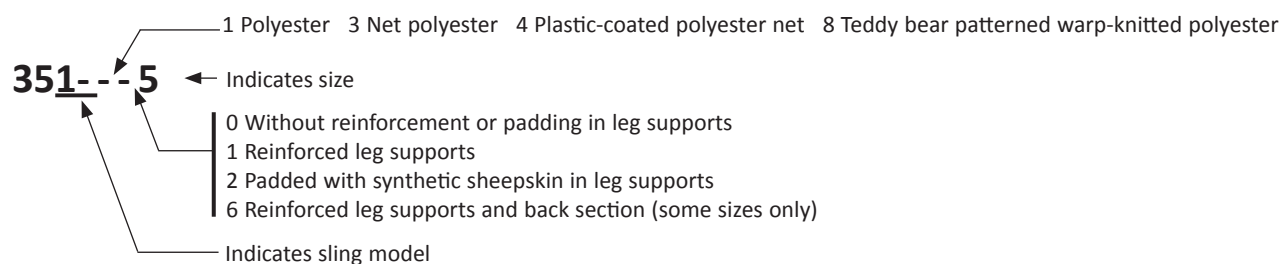 1 Polyester 3 Net polyester 4 Plastic-coated polyester net 8 Teddy bear patterned warp-knitted polyester
351- - -5
Indicates size
0 Without reinforcement or padding in leg supports
1 Reinforced leg supports
2 Padded with synthetic sheepskin in leg supports
6 Reinforced leg supports and back section (some sizes only)
Indicates sling model